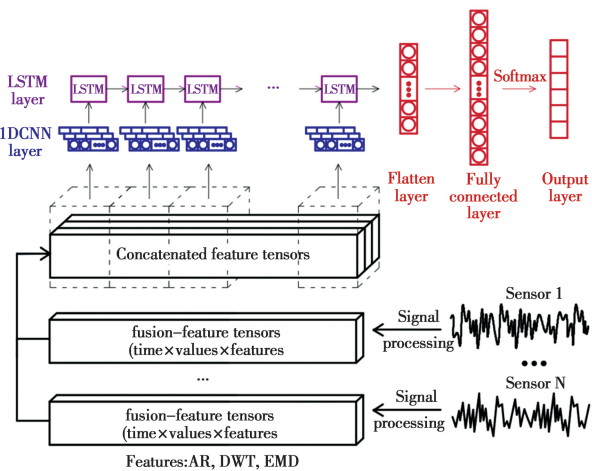 LSTM
layer
LSTM
LSTM
LSTM
...
LSTM
Softmax
1DCNN
layer
Flatten
layer
Fully
connected
layer
Output
layer
Concatenated feature tensors
Sensor 1
fusion-feature tensors
(time×values×features
Signal
processing
...
Sensor N
fusion-feature tensors
(time×values×features
Signal
processing
Features:AR, DWT, EMD